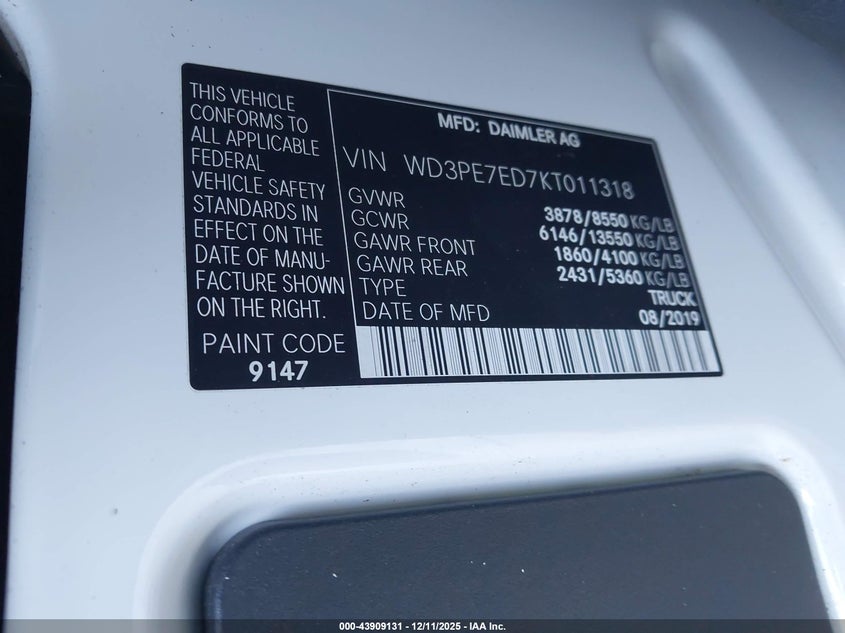 THIS VEHICLE
CONFORMS TO
ALL APPLICABLE
FEDERAL
VEHICLE SAFETY
STANDARDS IN
EFFECT ON THE
DATE OF MANU-
FACTURE SHOWN
ON THE RIGHT.
PAINT CODE
9147
MFD: DAIMLER AG
VIN WD3PE7ED7KT011318
GVWR 3878/8550 KG/LB
GCWR 6146/13550 KG/LB
GAWR FRONT 1860/4100 KG/LB
GAWR REAR 2431/5360 KG/LB
TYPE TRUCK
DATE OF MFD 08/2019
000-43909131 - 12/11/2025 - IAA Inc.